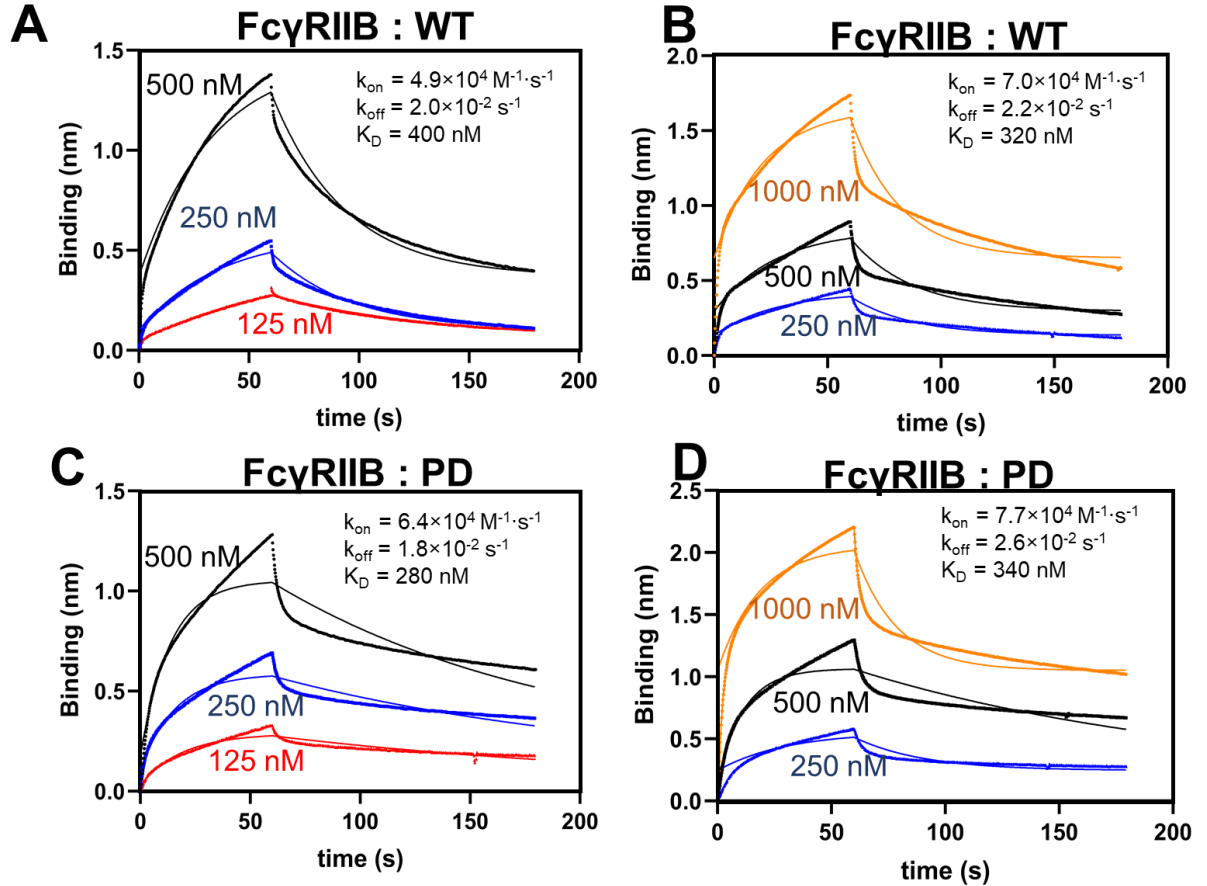 A
FcγRIIB : WT
1.5
1.0
0.5
0.0
Binding (nm)
500 nM
250 nM
125 nM
kon = 4.9×10⁴ M⁻¹·s⁻¹
koff = 2.0×10⁻² s⁻¹
KD = 400 nM
0 50 100 150 200
time (s)
B
FcγRIIB : WT
2.0
1.5
1.0
0.5
0.0
Binding (nm)
kon = 7.0×10⁴ M⁻¹·s⁻¹
koff = 2.2×10⁻² s⁻¹
KD = 320 nM
1000 nM
500 nM
250 nM
0 50 100 150 200
time (s)
C
FcγRIIB : PD
1.5
1.0
0.5
0.0
Binding (nm)
kon = 6.4×10⁴ M⁻¹·s⁻¹
koff = 1.8×10⁻² s⁻¹
KD = 280 nM
500 nM
250 nM
125 nM
0 50 100 150 200
time (s)
D
FcγRIIB : PD
2.5
2.0
1.5
1.0
0.5
0.0
Binding (nm)
kon = 7.7×10⁴ M⁻¹·s⁻¹
koff = 2.6×10⁻² s⁻¹
KD = 340 nM
1000 nM
500 nM
250 nM
0 50 100 150 200
time (s)